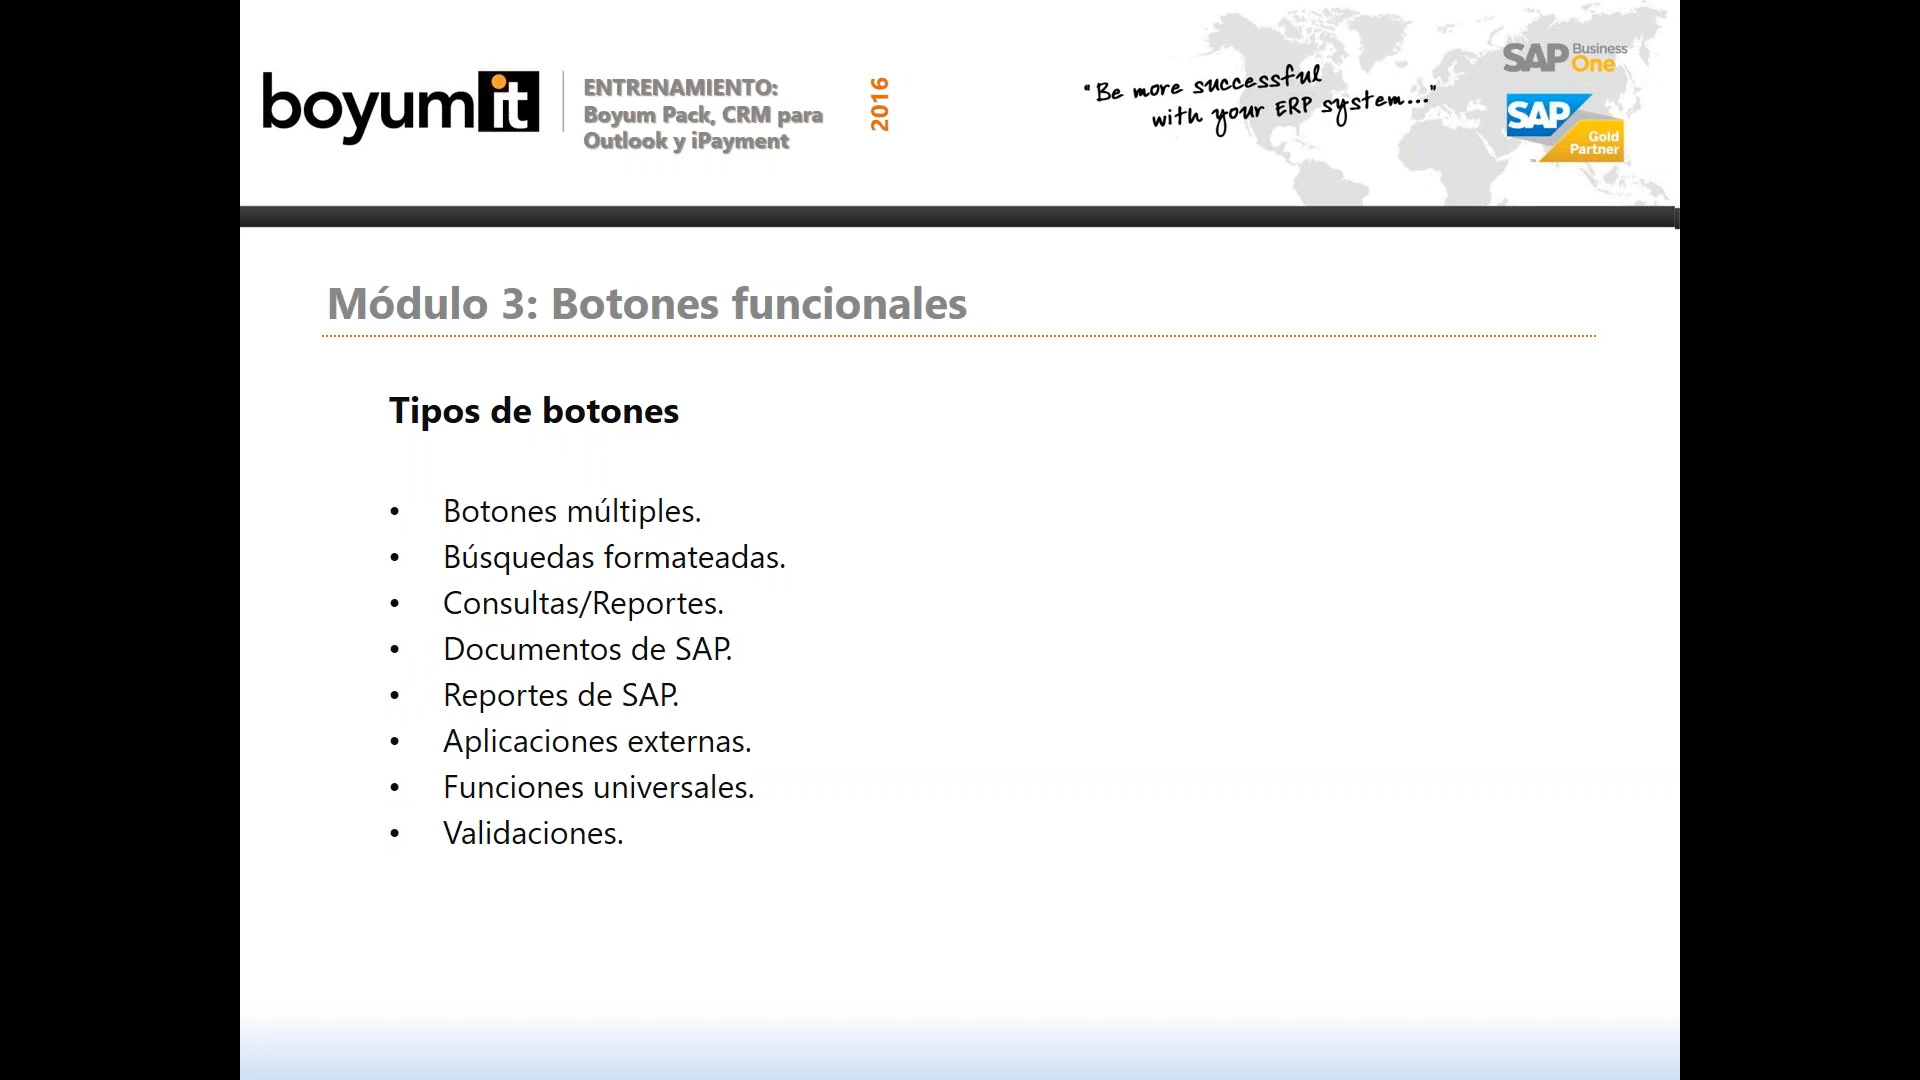 boyumit
ENTRENAMIENTO:
Boyum Pack, CRM para
Outlook y iPayment
2016
"Be more successful
with your ERP system..."
SAP Business
One
SAP
Gold
Partner
Módulo 3: Botones funcionales
Tipos de botones
• Botones múltiples.
• Búsquedas formateadas.
• Consultas/Reportes.
• Documentos de SAP.
• Reportes de SAP.
• Aplicaciones externas.
• Funciones universales.
• Validaciones.